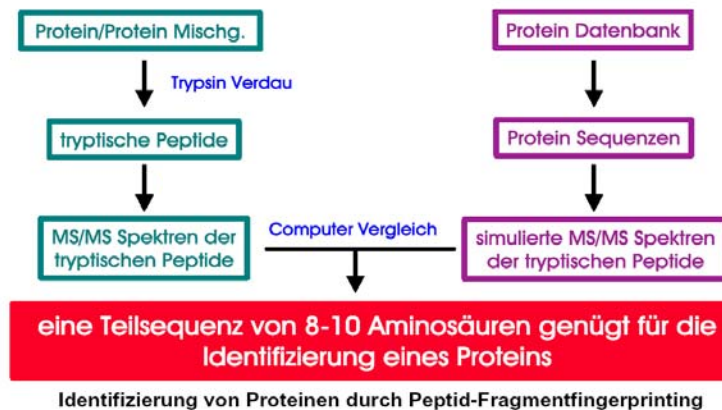 Protein/Protein Mischg.
Trypsin Verdau
tryptische Peptide
MS/MS Spektren der
tryptischen Peptide
Protein Datenbank
Protein Sequenzen
simulierte MS/MS Spektren
der tryptischen Peptide
Computer Vergleich
eine Teilsequenz von 8-10 Aminosäuren genügt für die
Identifizierung eines Proteins
Identifizierung von Proteinen durch Peptid-Fragmentfingerprinting